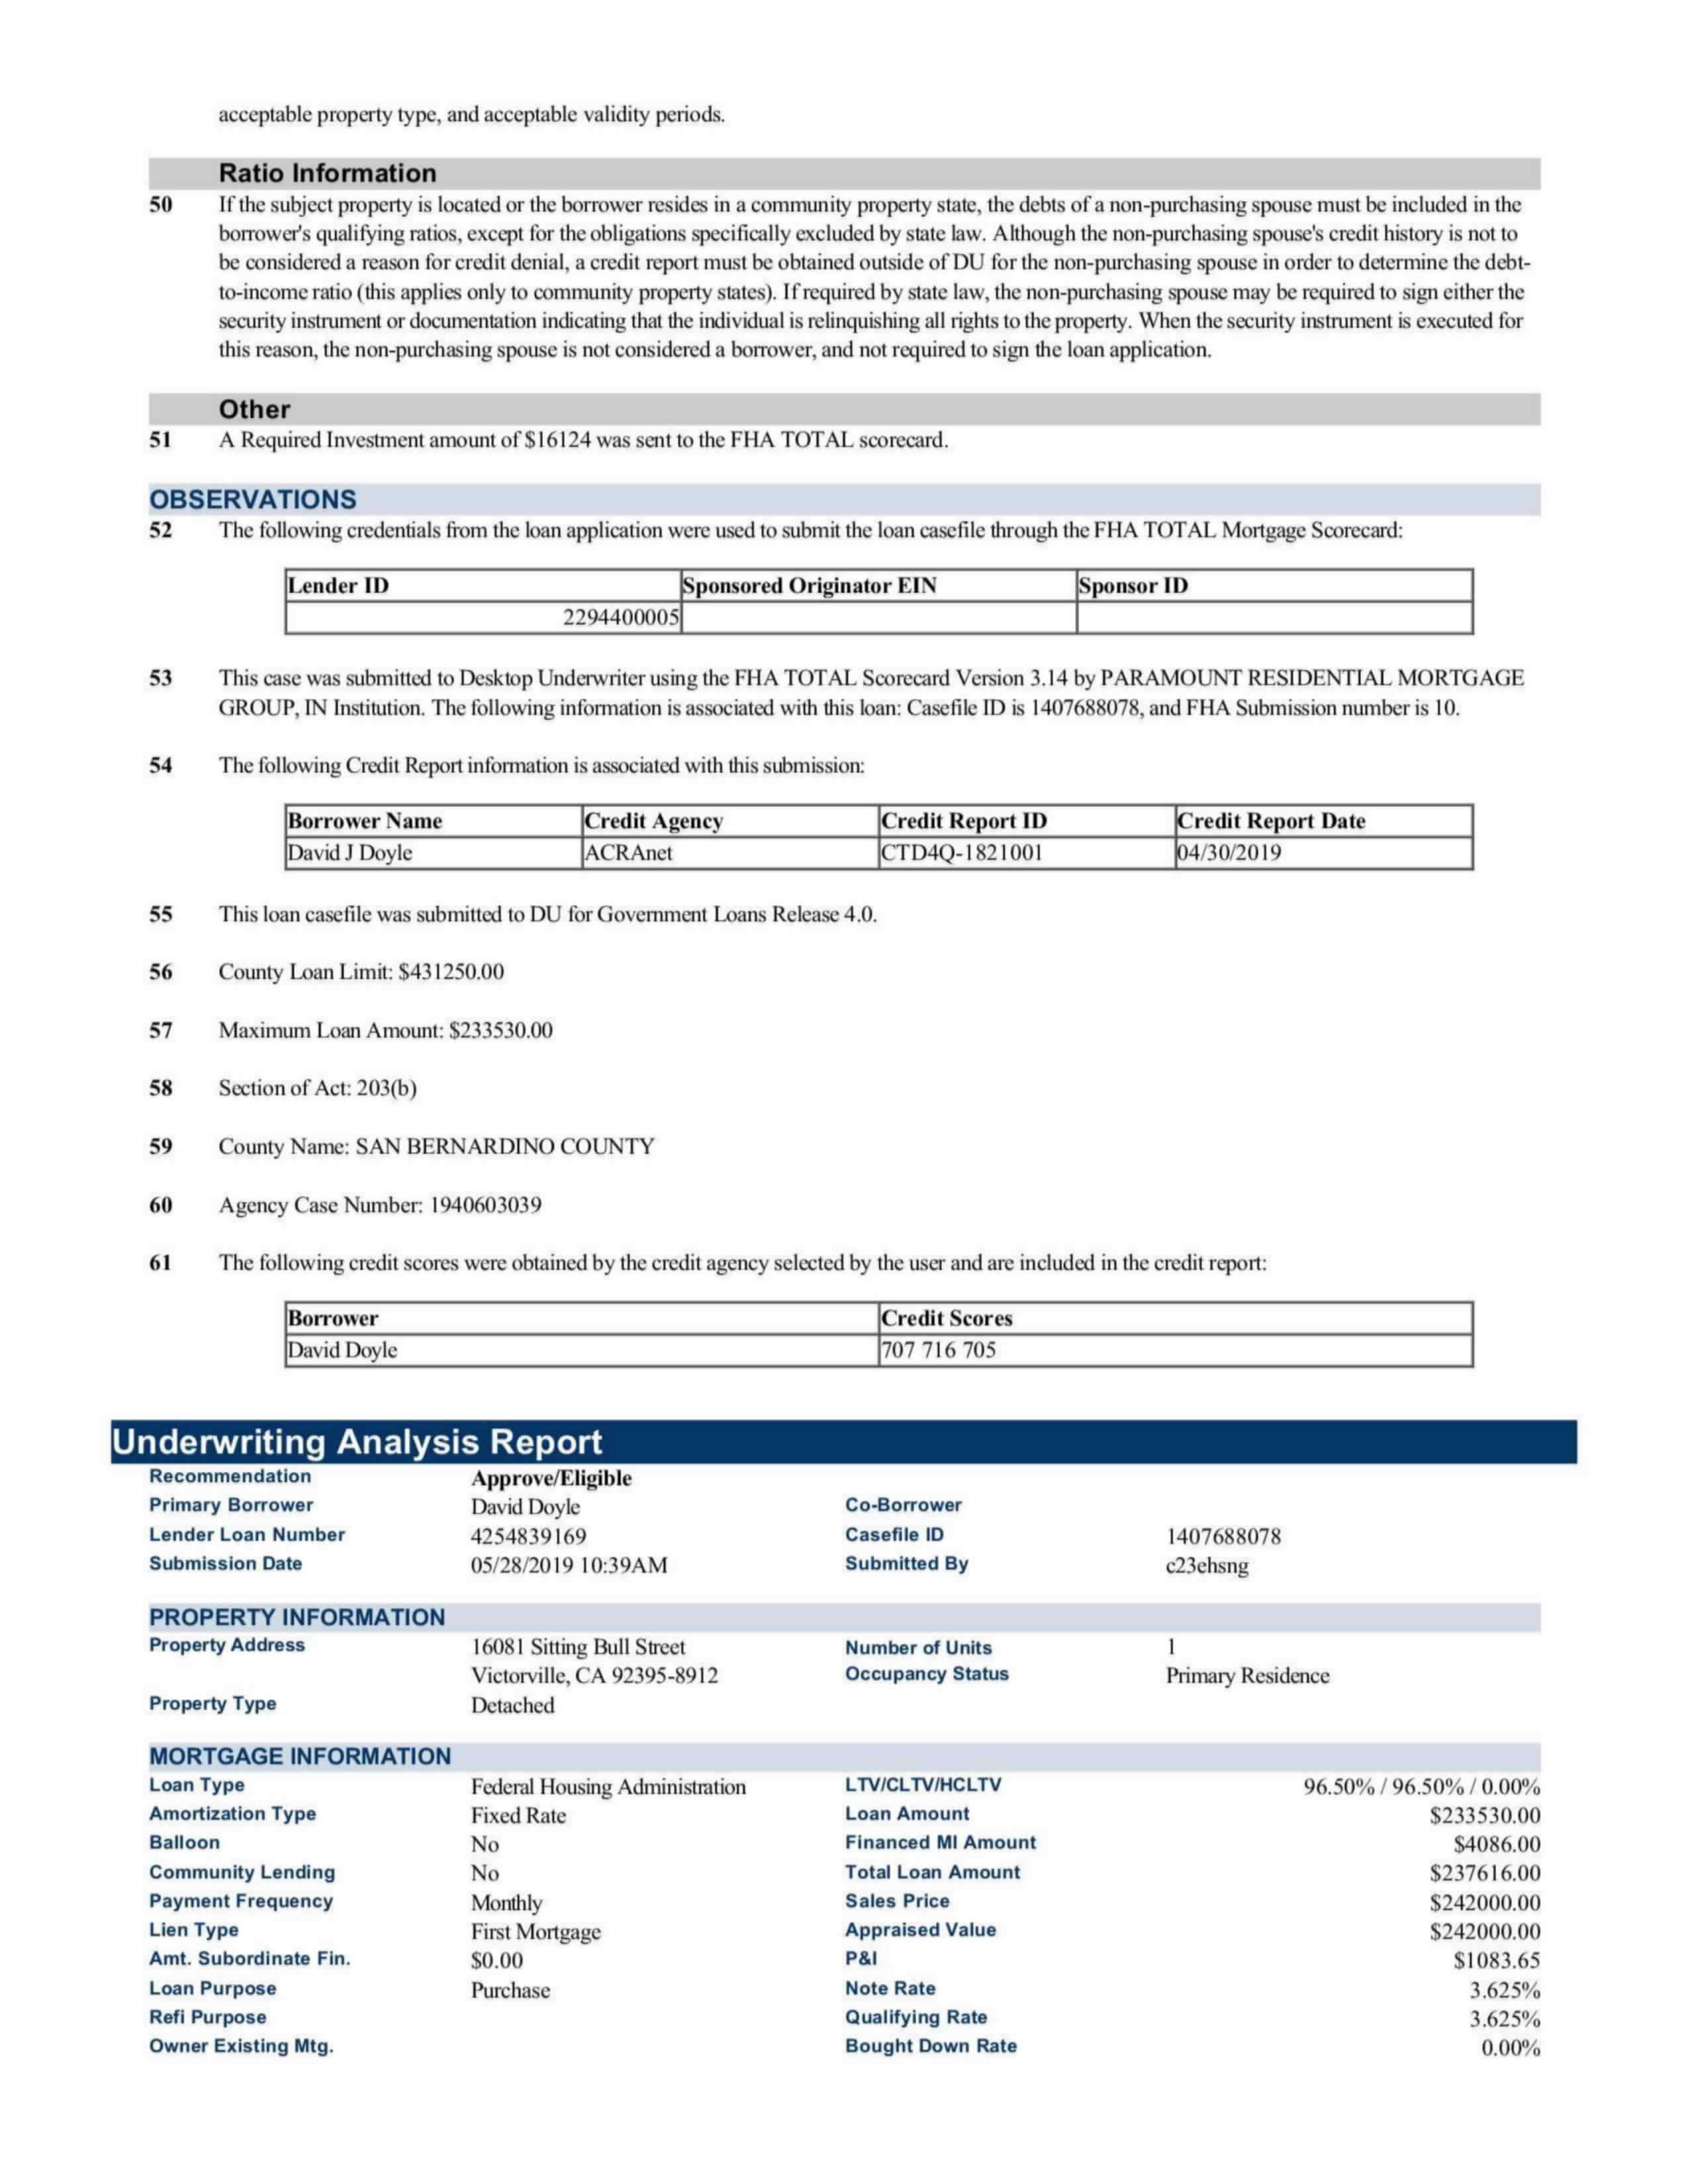 acceptable property type, and acceptable validity periods.
Ratio Information
50 If the subject property is located or the borrower resides in a community property state, the debts of a non-purchasing spouse must be included in the
borrower's qualifying ratios, except for the obligations specifically excluded by state law. Although the non-purchasing spouse's credit history is not to
be considered a reason for credit denial, a credit report must be obtained outside of DU for the non-purchasing spouse in order to determine the debt-
to-income ratio (this applies only to community property states). If required by state law, the non-purchasing spouse may be required to sign either the
security instrument or documentation indicating that the individual is relinquishing all rights to the property. When the security instrument is executed for
this reason, the non-purchasing spouse is not considered a borrower, and not required to sign the loan application.
Other
51 A Required Investment amount of $16124 was sent to the FHA TOTAL scorecard.
OBSERVATIONS
52 The following credentials from the loan application were used to submit the loan casefile through the FHA TOTAL Mortgage Scorecard:
Lender ID Sponsored Originator EIN Sponsor ID
2294400005
53 This case was submitted to Desktop Underwriter using the FHA TOTAL Scorecard Version 3.14 by PARAMOUNT RESIDENTIAL MORTGAGE
GROUP, IN Institution. The following information is associated with this loan: Casefile ID is 1407688078, and FHA Submission number is 10.
54 The following Credit Report information is associated with this submission:
Borrower Name Credit Agency Credit Report ID Credit Report Date
David J Doyle ACRAnet CTD4Q-1821001 04/30/2019
55 This loan casefile was submitted to DU for Government Loans Release 4.0.
56 County Loan Limit: $431250.00
57 Maximum Loan Amount: $233530.00
58 Section of Act: 203(b)
59 County Name: SAN BERNARDINO COUNTY
60 Agency Case Number: 1940603039
61 The following credit scores were obtained by the credit agency selected by the user and are included in the credit report:
Borrower Credit Scores
David Doyle 707 716 705
Underwriting Analysis Report
Recommendation Approve/Eligible
Primary Borrower David Doyle Co-Borrower
Lender Loan Number 4254839169 Casefile ID 1407688078
Submission Date 05/28/2019 10:39AM Submitted By c23ehsng
PROPERTY INFORMATION
Property Address 16081 Sitting Bull Street Number of Units 1
Victorville, CA 92395-8912 Occupancy Status Primary Residence
Property Type Detached
MORTGAGE INFORMATION
Loan Type Federal Housing Administration LTV/CLTV/HCLTV 96.50% / 96.50% / 0.00%
Amortization Type Fixed Rate Loan Amount $233530.00
Balloon No Financed MI Amount $4086.00
Community Lending No Total Loan Amount $237616.00
Payment Frequency Monthly Sales Price $242000.00
Lien Type First Mortgage Appraised Value $242000.00
Amt. Subordinate Fin. $0.00 P&I $1083.65
Loan Purpose Purchase Note Rate 3.625%
Refi Purpose Qualifying Rate 3.625%
Owner Existing Mtg. Bought Down Rate 0.00%